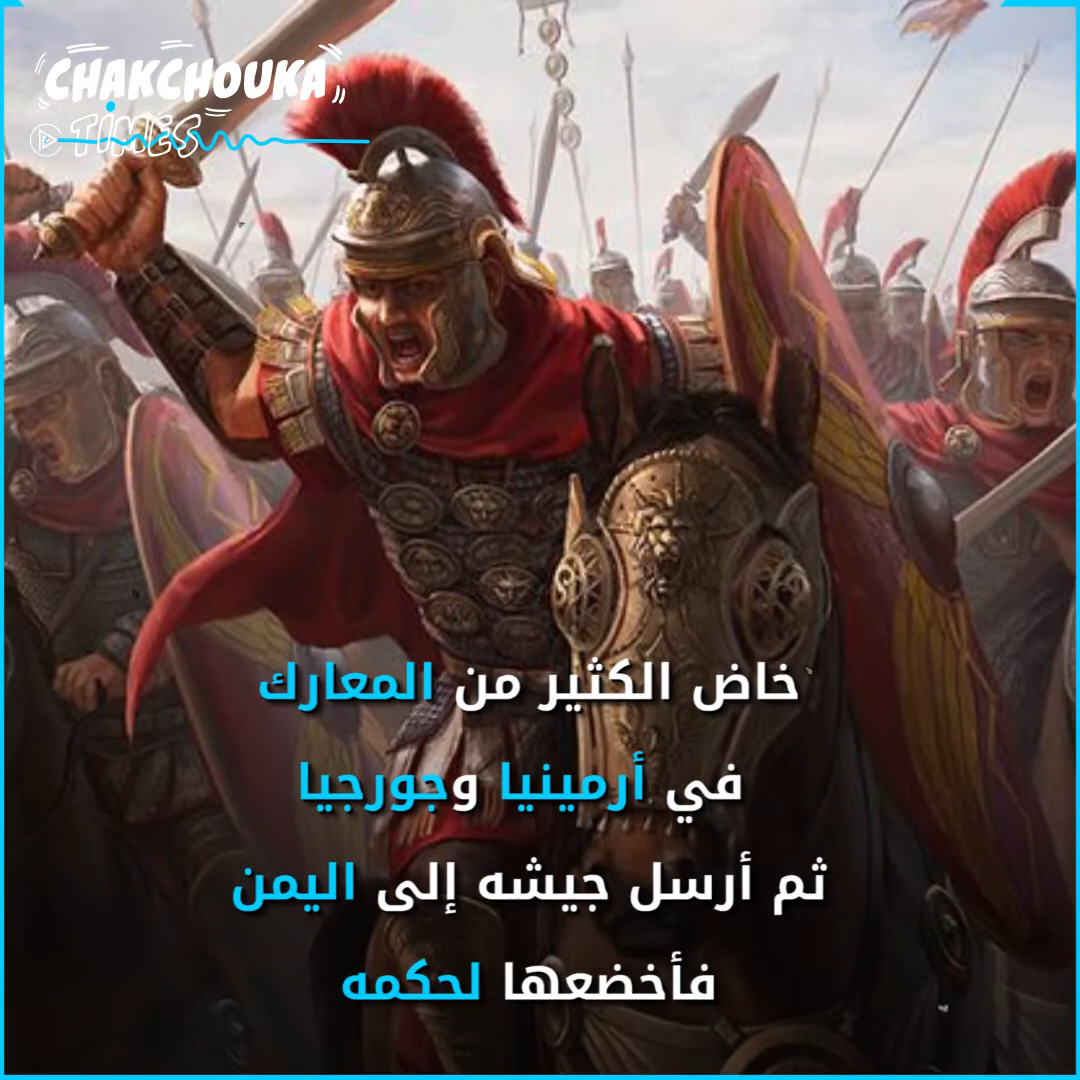 CHAKCHOUKA
TIMES
خاض الكثير من المعارك
في أرمينيا وجورجيا
ثم أرسل جيشه إلى اليمن
فأخضعها لحكمه